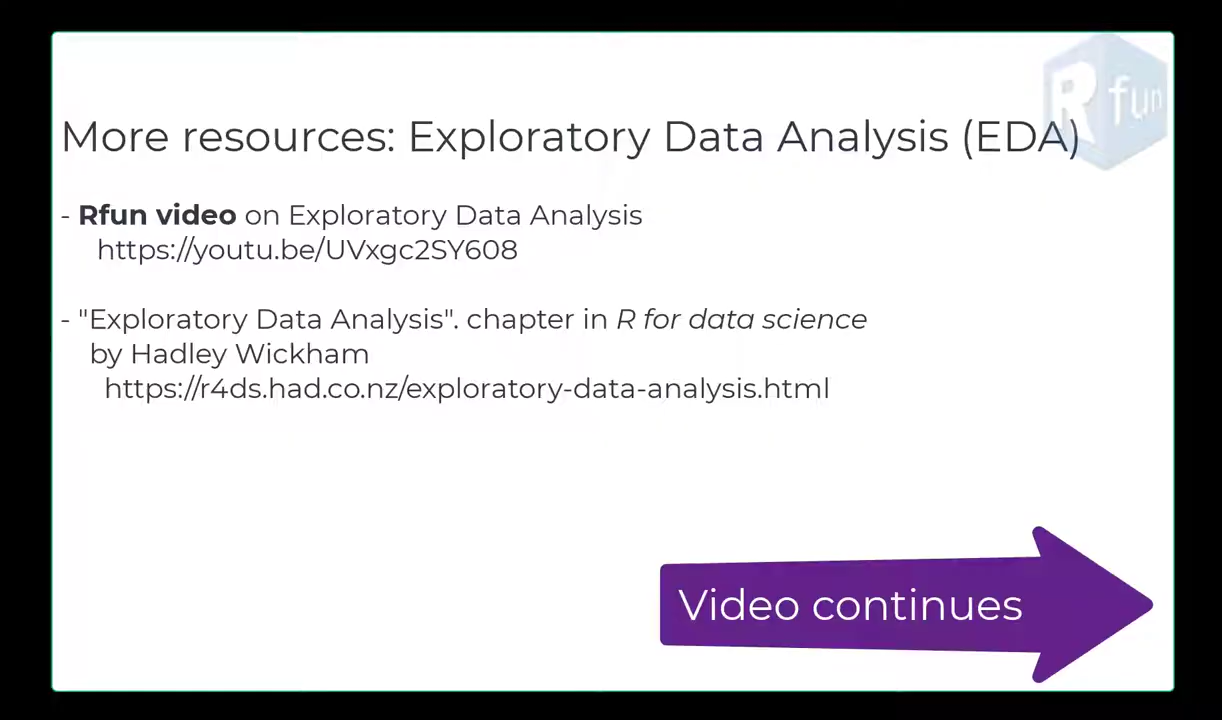 R fun
More resources: Exploratory Data Analysis (EDA)
- Rfun video on Exploratory Data Analysis
https://youtu.be/UVxgc2SY608
- "Exploratory Data Analysis". chapter in R for data science
by Hadley Wickham
https://r4ds.had.co.nz/exploratory-data-analysis.html
Video continues